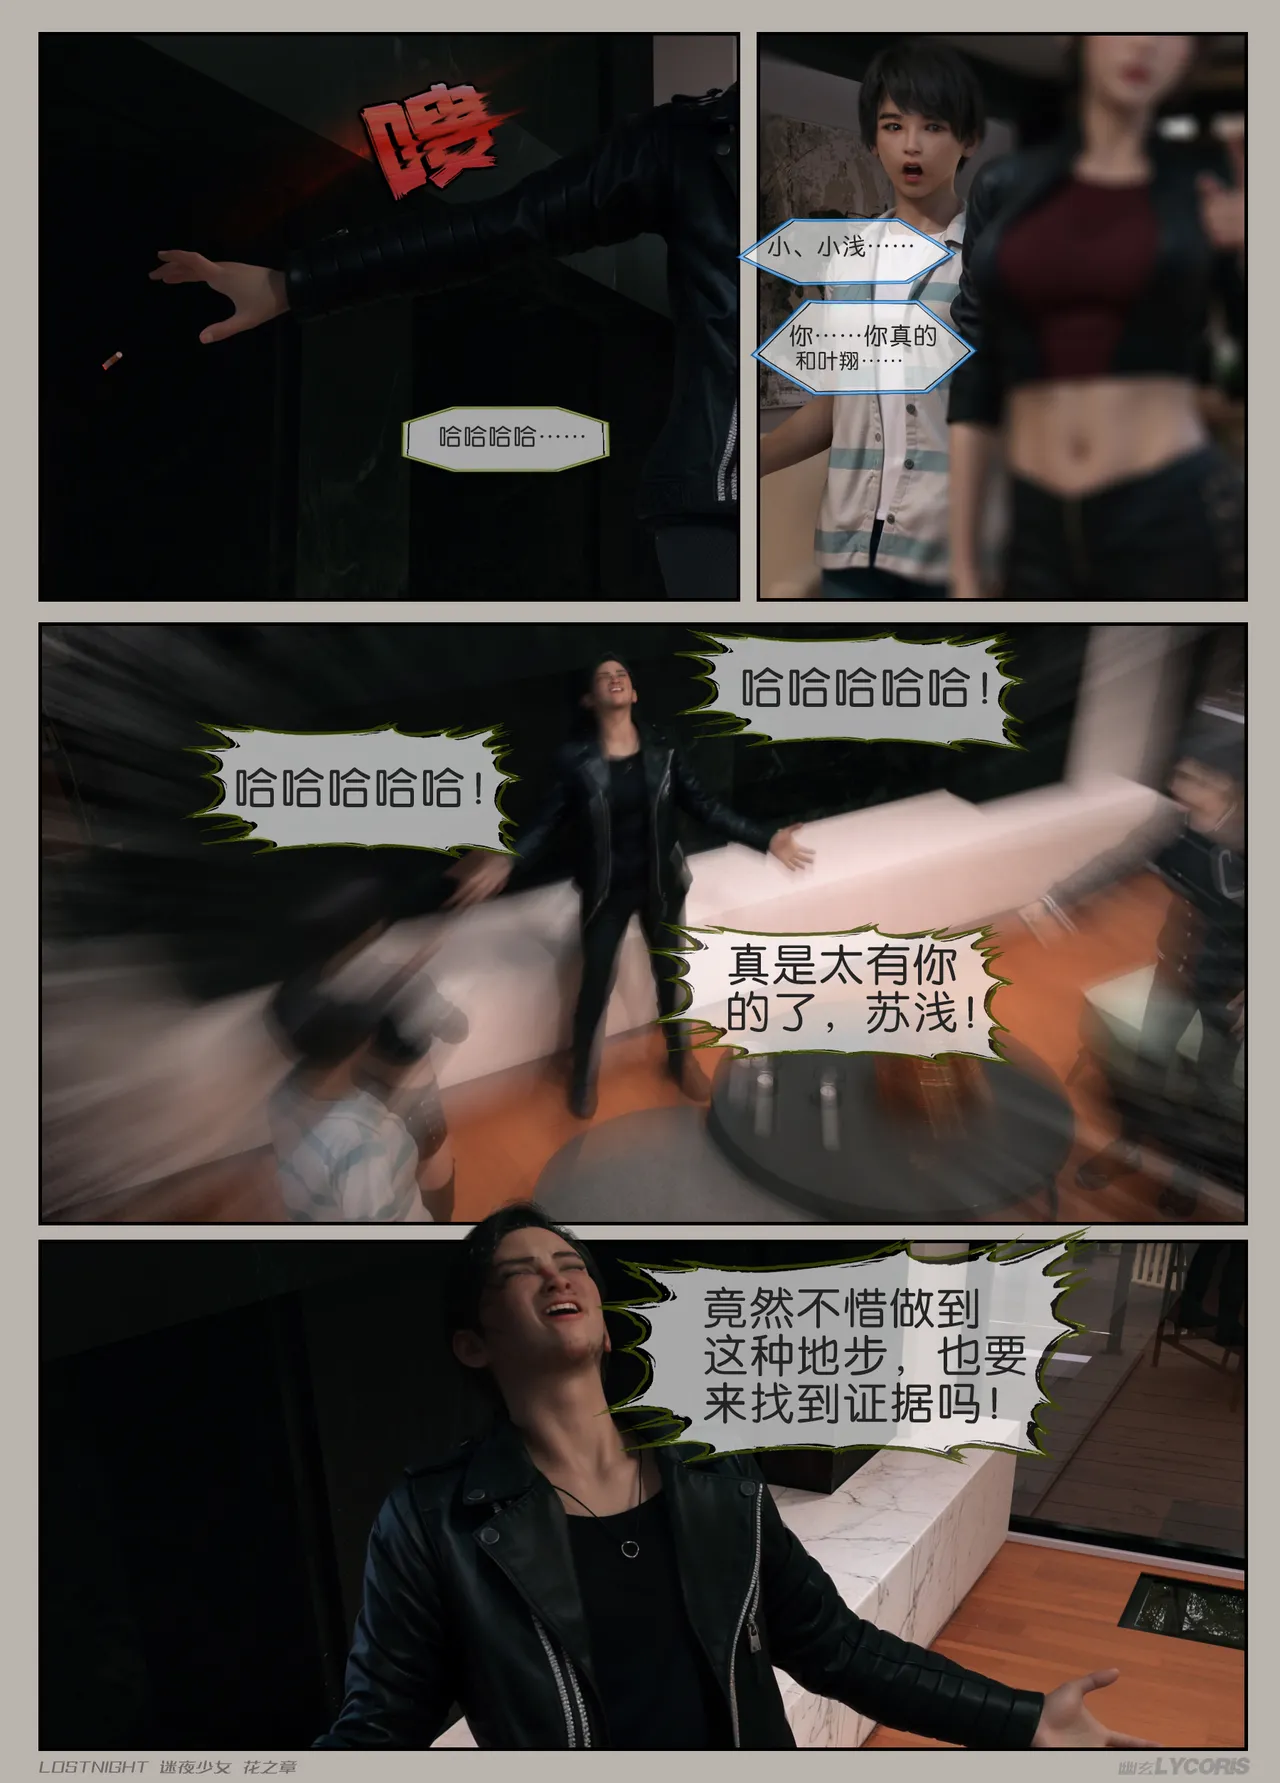 嗖
哈哈哈哈……
小、小浅……
你……你真的
和叶翔……
哈哈哈哈哈！
哈哈哈哈哈！
真是太有你
的了，苏浅！
竟然不惜做到
这种地步，也要
来找到证据吗！
LOSTNIGHT 迷夜少女 花之章
幽玄LYCORIS